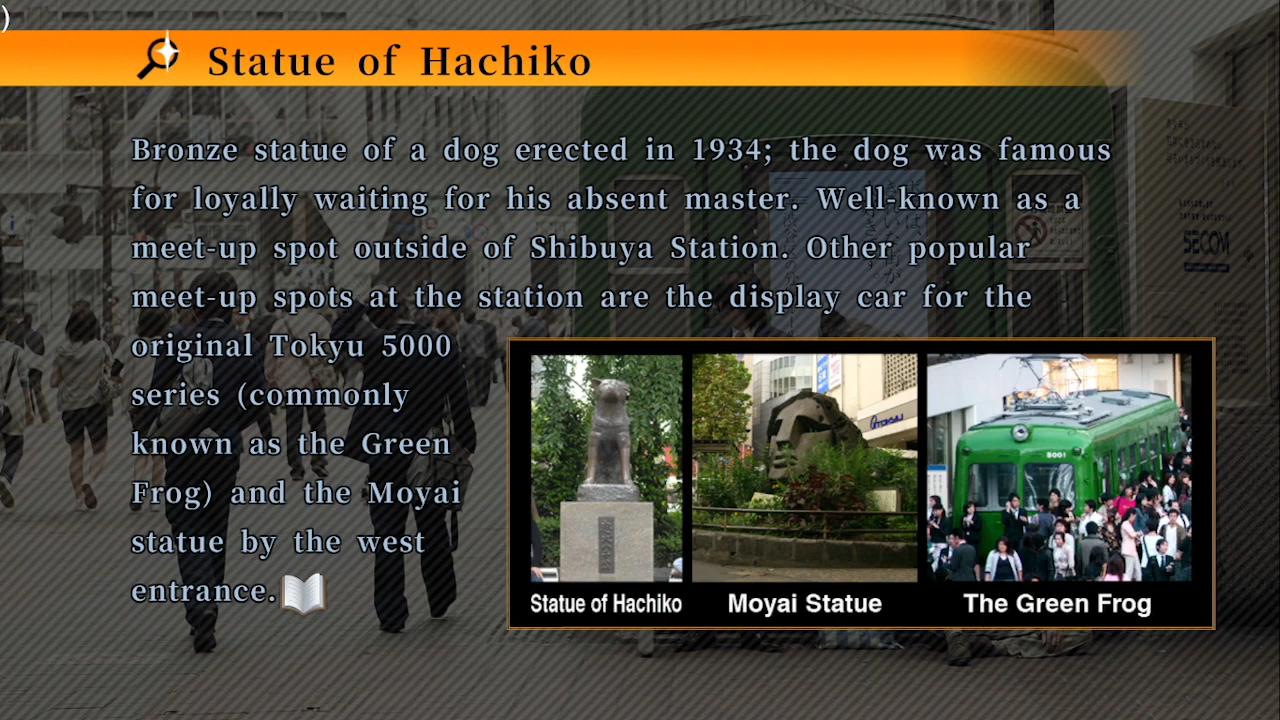 )
Statue of Hachiko
Bronze statue of a dog erected in 1934; the dog was famous
for loyally waiting for his absent master. Well-known as a
meet-up spot outside of Shibuya Station. Other popular
meet-up spots at the station are the display car for the
original Tokyu 5000
series (commonly
known as the Green
Frog) and the Moyai
statue by the west
entrance.
5001
Statue of Hachiko
Moyai Statue
The Green Frog
SECOM